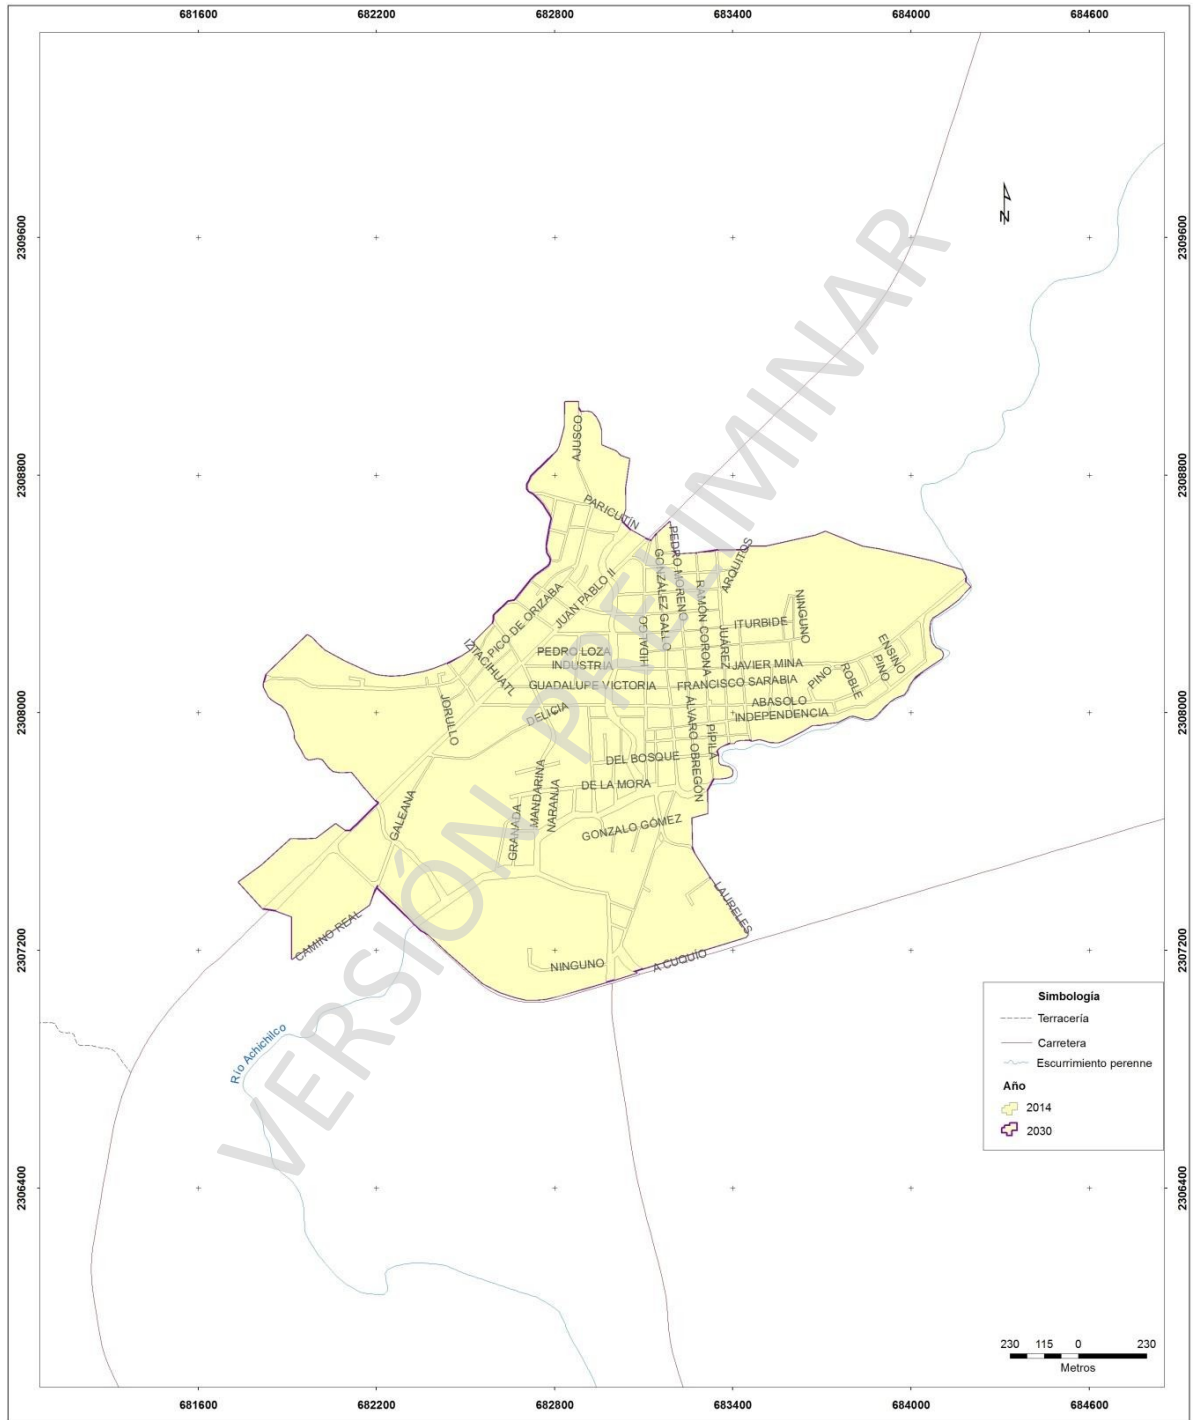 681600 682200 682800 683400 684000 684600
2309600 2309600
N
AJUSCO
2308800 2308800
PARICUTÍN
PEDRO MORENO
GONZÁLEZ GALLO
ARQUITOS
JUAN PABLO II
PICO DE ORIZABA
RAMÓN CORONA
NINGUNO
ITURBIDE
HIDALGO
JUÁREZ
ENSINO
IZTACIHUATL
PEDRO LOZA
INDUSTRIA
JAVIER MINA
PINO
ROBLE
PINO
GUADALUPE VICTORIA
FRANCISCO SARABIA
ABASOLO
INDEPENDENCIA
2308000 2308000
JORULLO
DELICIA
ÁLVARO OBREGÓN
PÍPILA
DEL BOSQUE
DE LA MORA
MANDARINA
NARANJA
GALEANA
GRANADA
GONZALO GÓMEZ
LAURELES
CAMINO REAL
2307200 2307200
NINGUNO
A CUQUÍO
Río Achichilco
VERSIÓN PRELIMINAR
Simbología
Terracería
Carretera
Escurrimiento perenne
Año
2014
2030
2306400 2306400
230 115 0 230
Metros
681600 682200 682800 683400 684000 684600